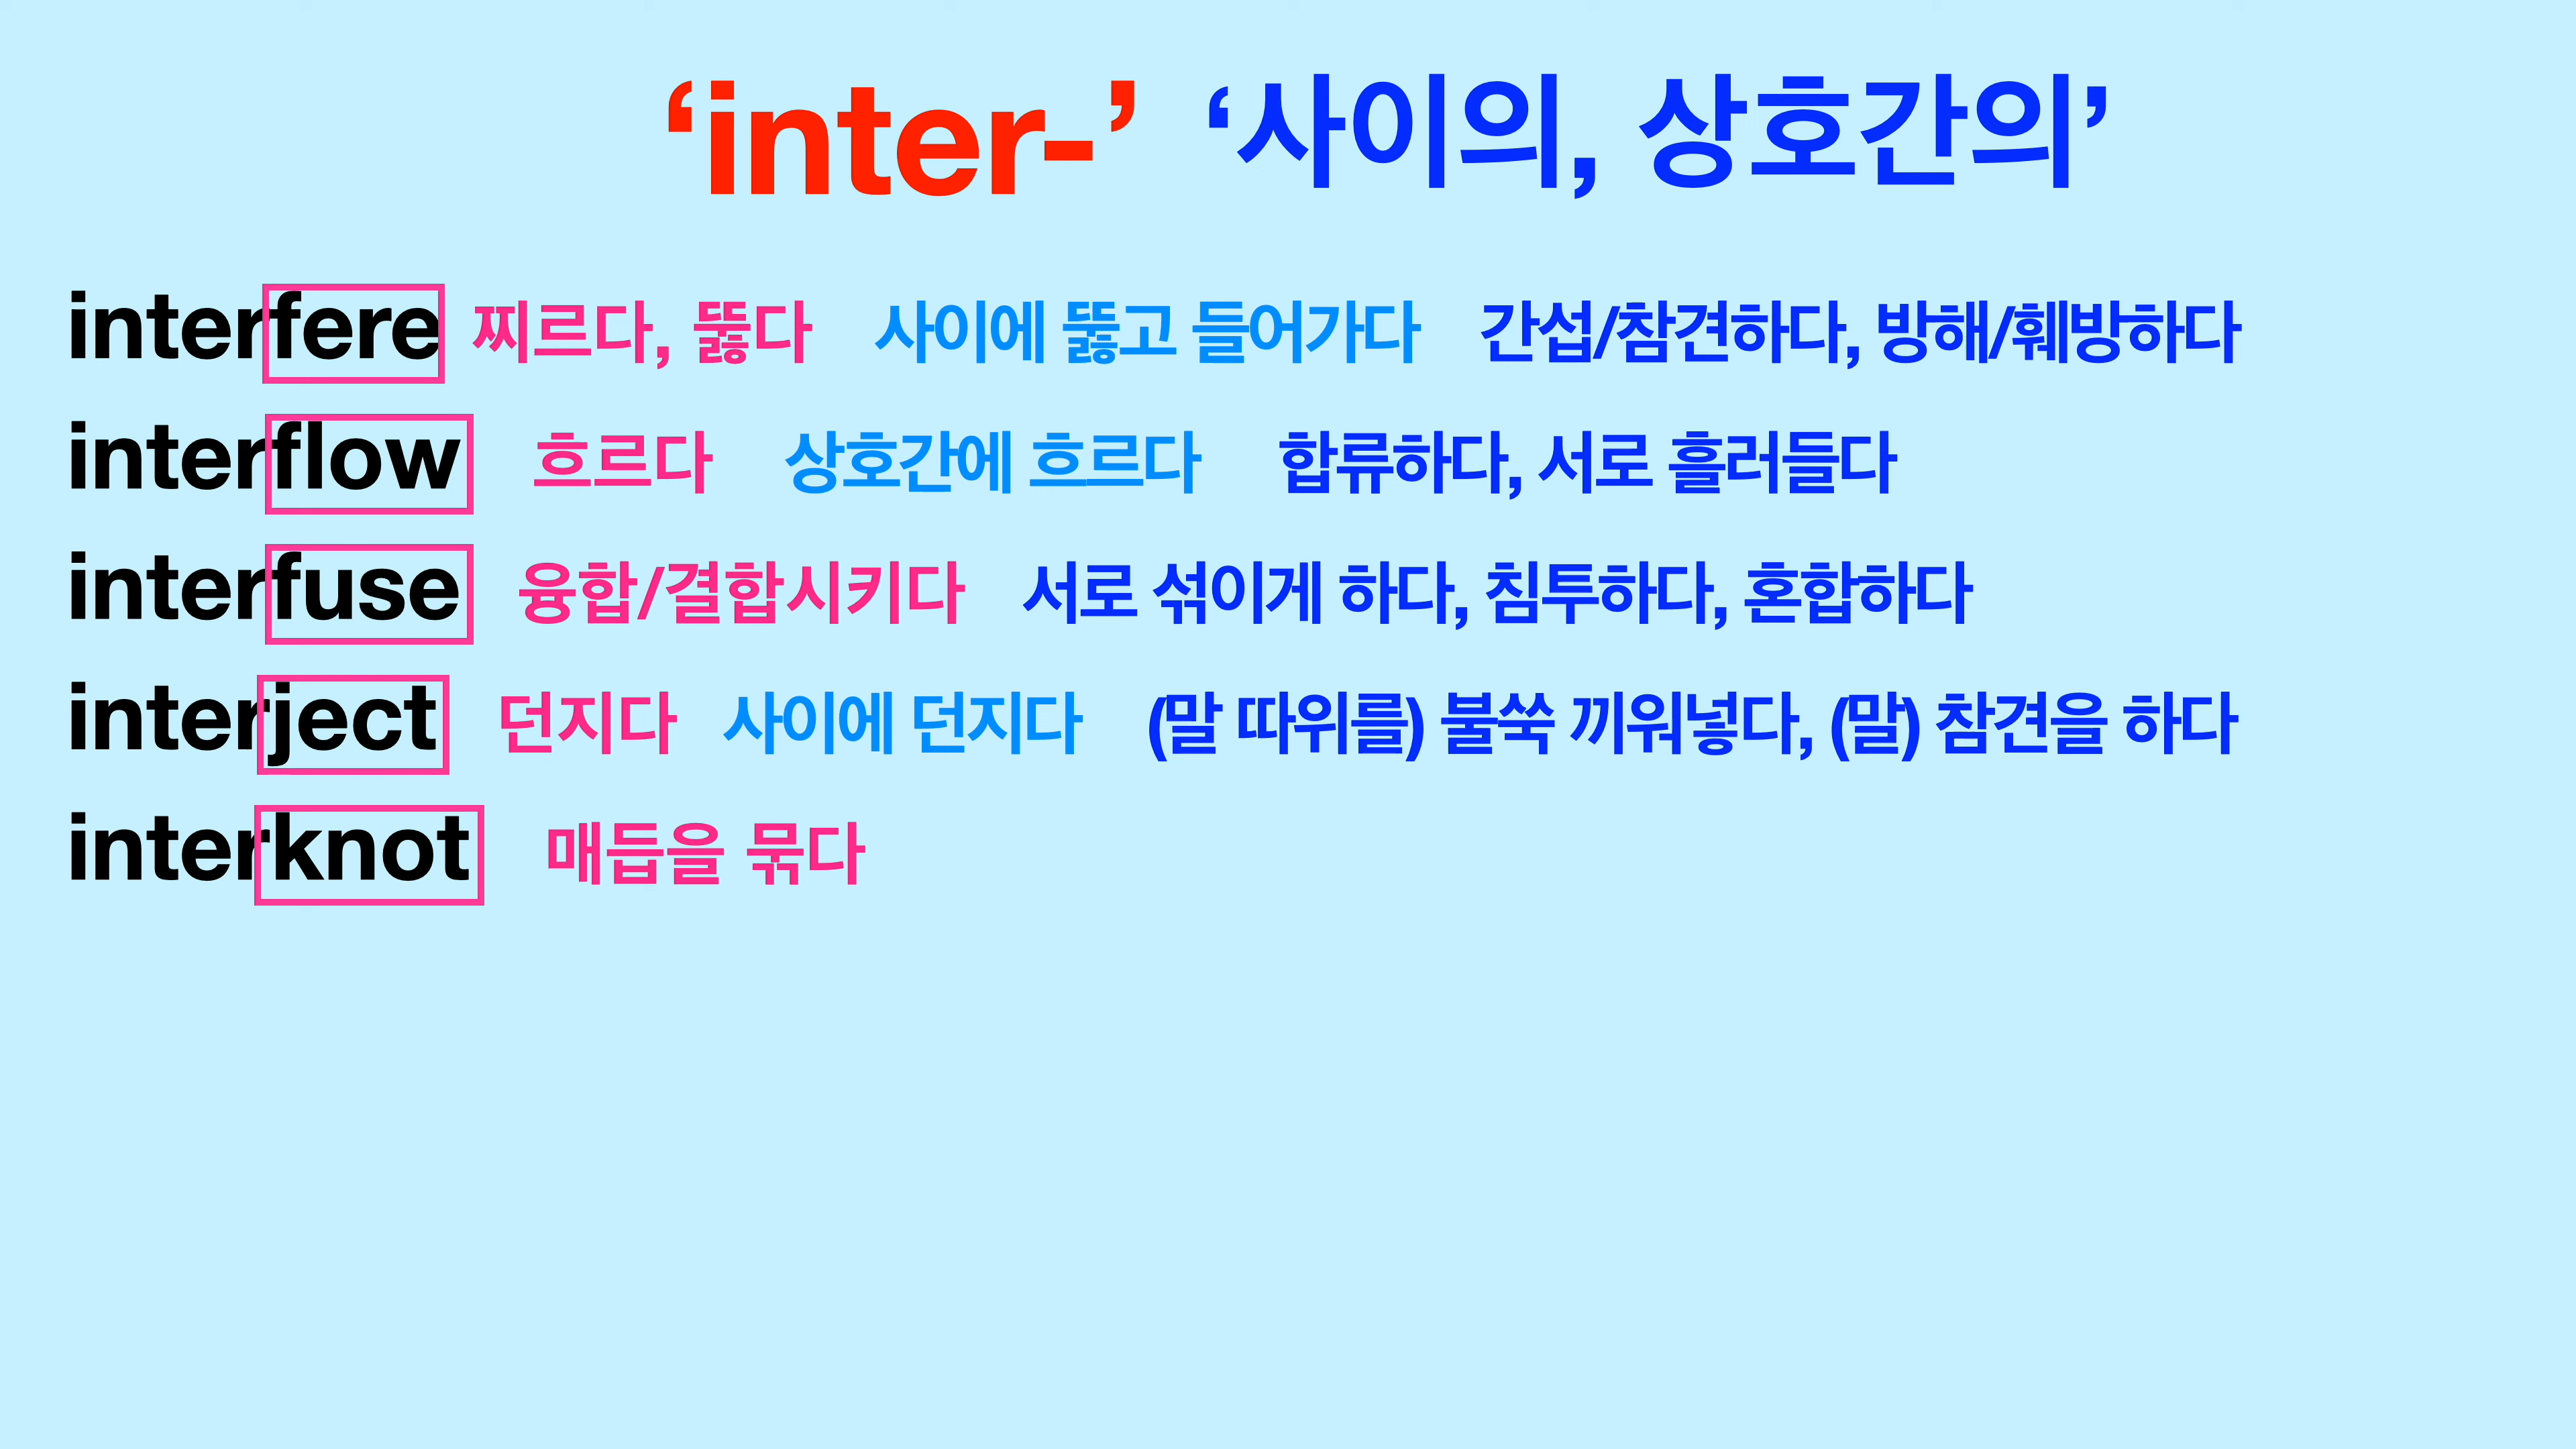 ‘inter-’ ‘사이의, 상호간의’
interfere 찌르다, 뚫다 사이에 뚫고 들어가다 간섭/참견하다, 방해/훼방하다
interflow 흐르다 상호간에 흐르다 합류하다, 서로 흘러들다
interfuse 융합/결합시키다 서로 섞이게 하다, 침투하다, 혼합하다
interject 던지다 사이에 던지다 (말 따위를) 불쑥 끼워넣다, (말) 참견을 하다
interknot 매듭을 묶다